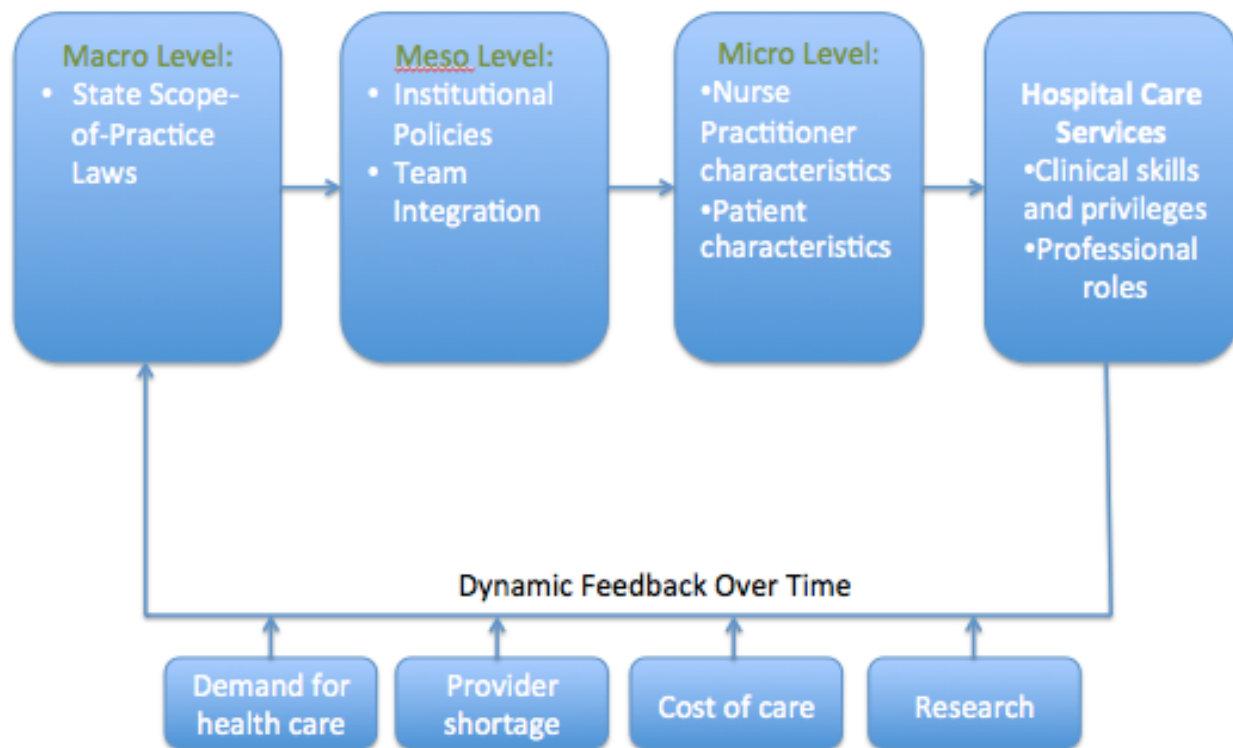 Macro Level:
• State Scope-
of-Practice
Laws
Meso Level:
• Institutional
Policies
• Team
Integration
Micro Level:
•Nurse
Practitioner
characteristics
•Patient
characteristics
Hospital Care
Services
•Clinical skills
and privileges
•Professional
roles
Dynamic Feedback Over Time
Demand for
health care
Provider
shortage
Cost of care
Research